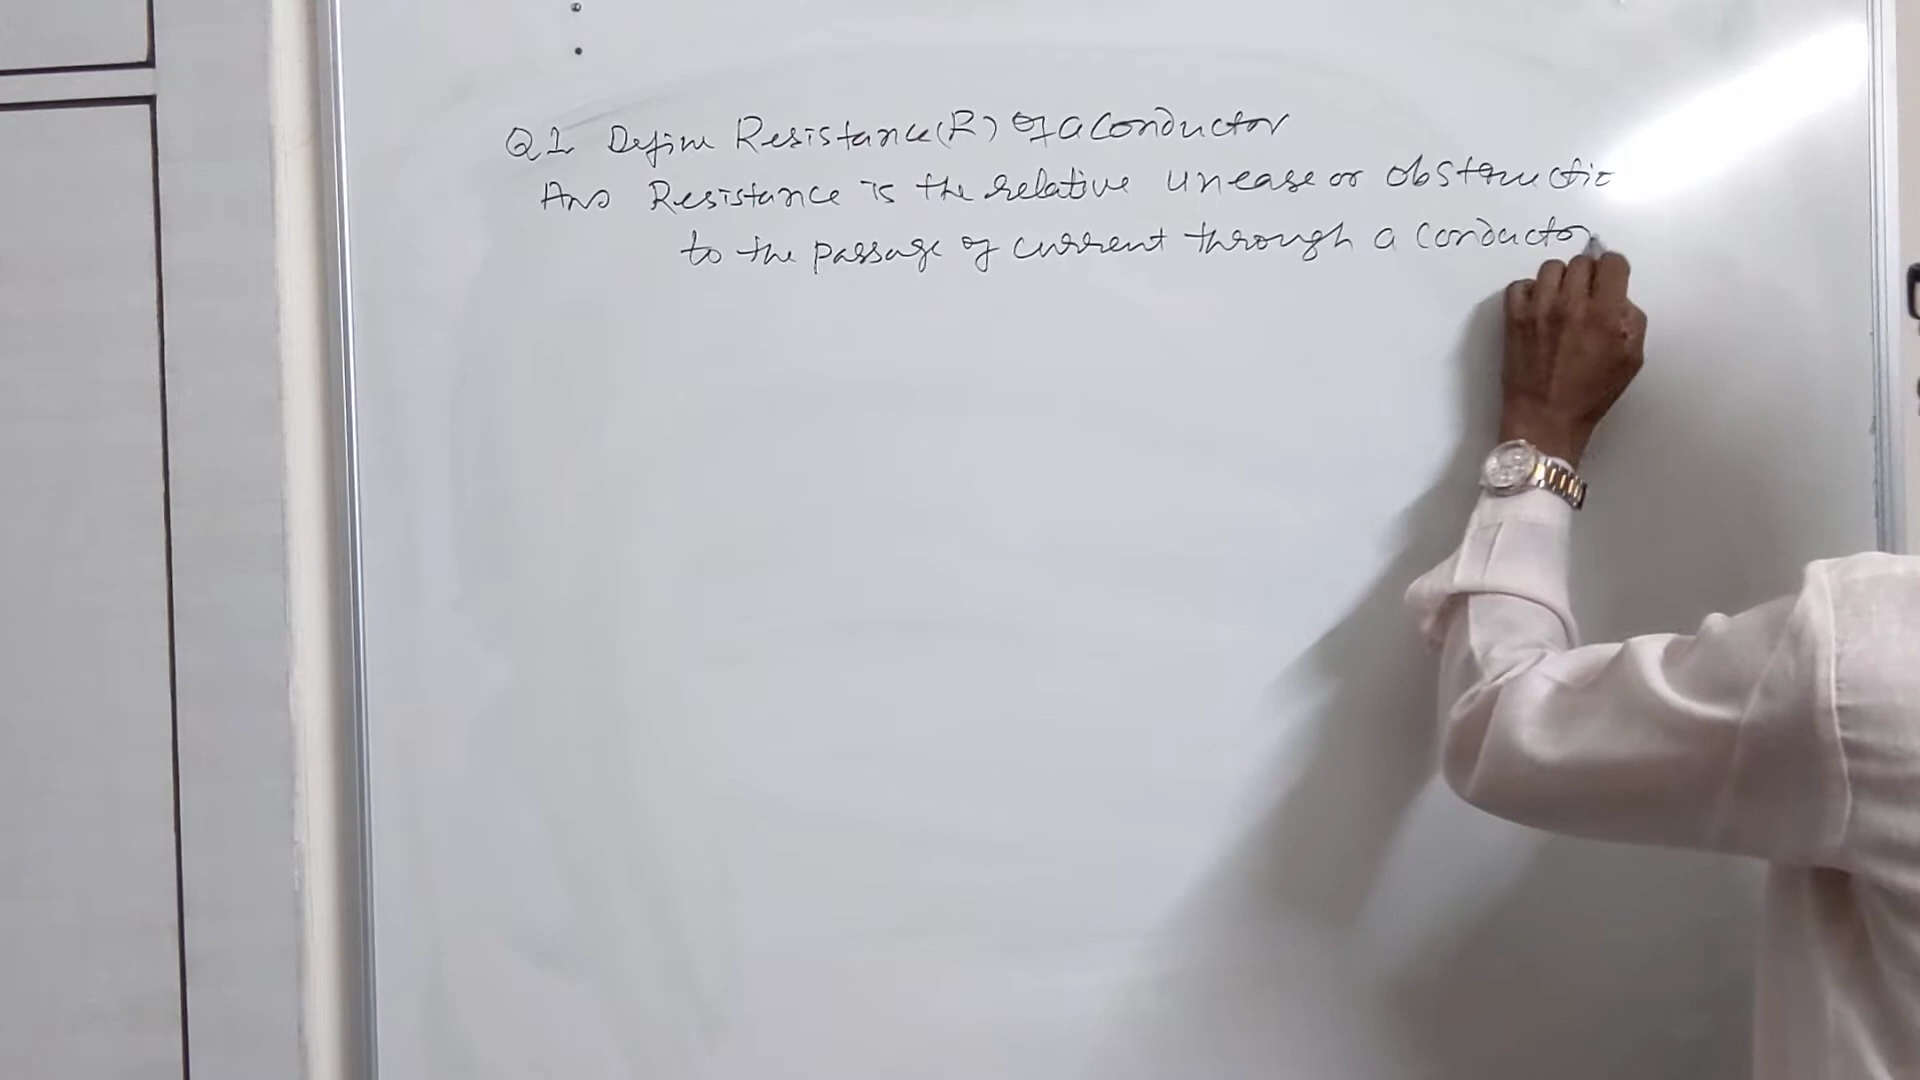 Q1 Define Resistance(R) of a conductor
Ans Resistance is the relative unease or obstructio
to the passage of current through a conductor